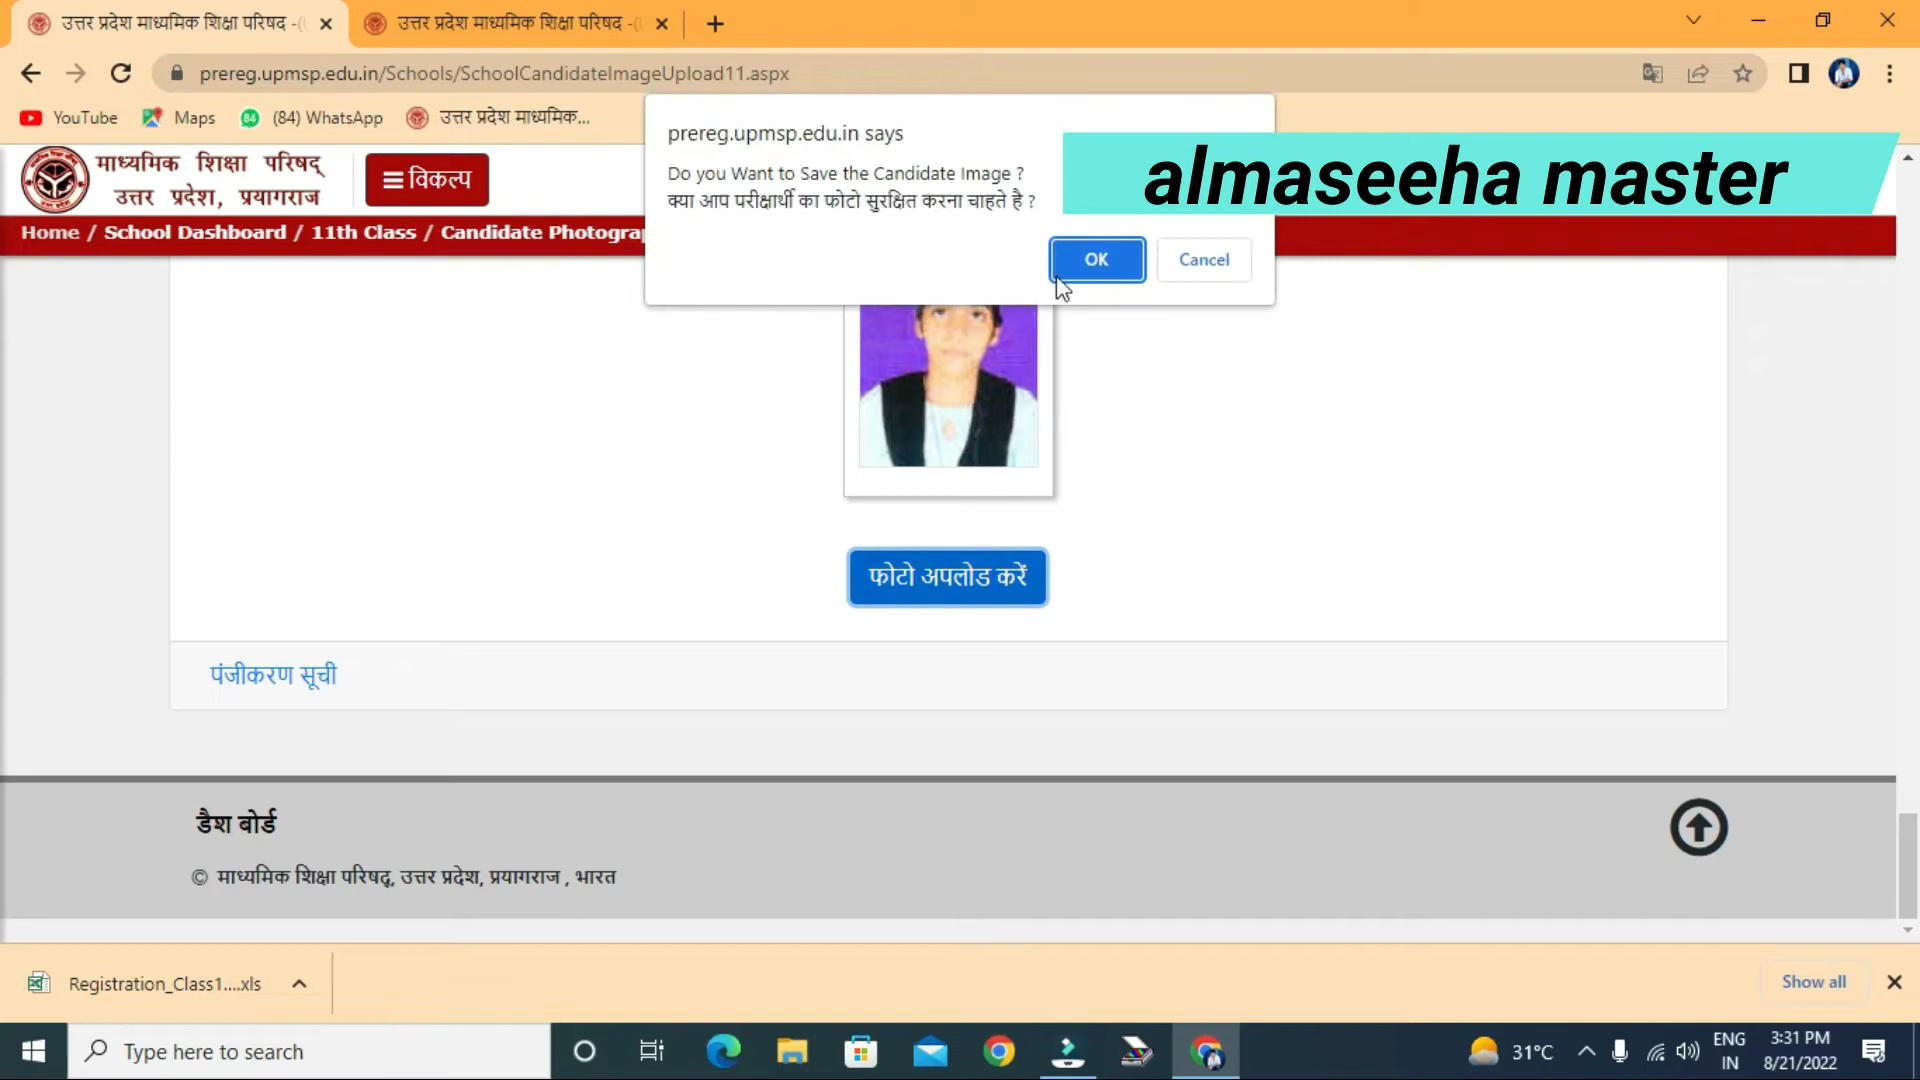 उत्तर प्रदेश माध्यमिक शिक्षा परिषद -(
उत्तर प्रदेश माध्यमिक शिक्षा परिषद -(
prereg.upmsp.edu.in/Schools/SchoolCandidateImageUpload11.aspx
YouTube
Maps
84
(84) WhatsApp
उत्तर प्रदेश माध्यमिक...
prereg.upmsp.edu.in says
Do you Want to Save the Candidate Image ?
क्या आप परीक्षार्थी का फोटो सुरक्षित करना चाहते है ?
OK
Cancel
almaseeha master
माध्यमिक शिक्षा परिषद्
उत्तर प्रदेश, प्रयागराज
विकल्प
Home / School Dashboard / 11th Class / Candidate Photogra
फोटो अपलोड करें
पंजीकरण सूची
डैश बोर्ड
© माध्यमिक शिक्षा परिषद्, उत्तर प्रदेश, प्रयागराज , भारत
Registration_Class1....xls
Show all
Type here to search
31°C
ENG
IN
3:31 PM
8/21/2022